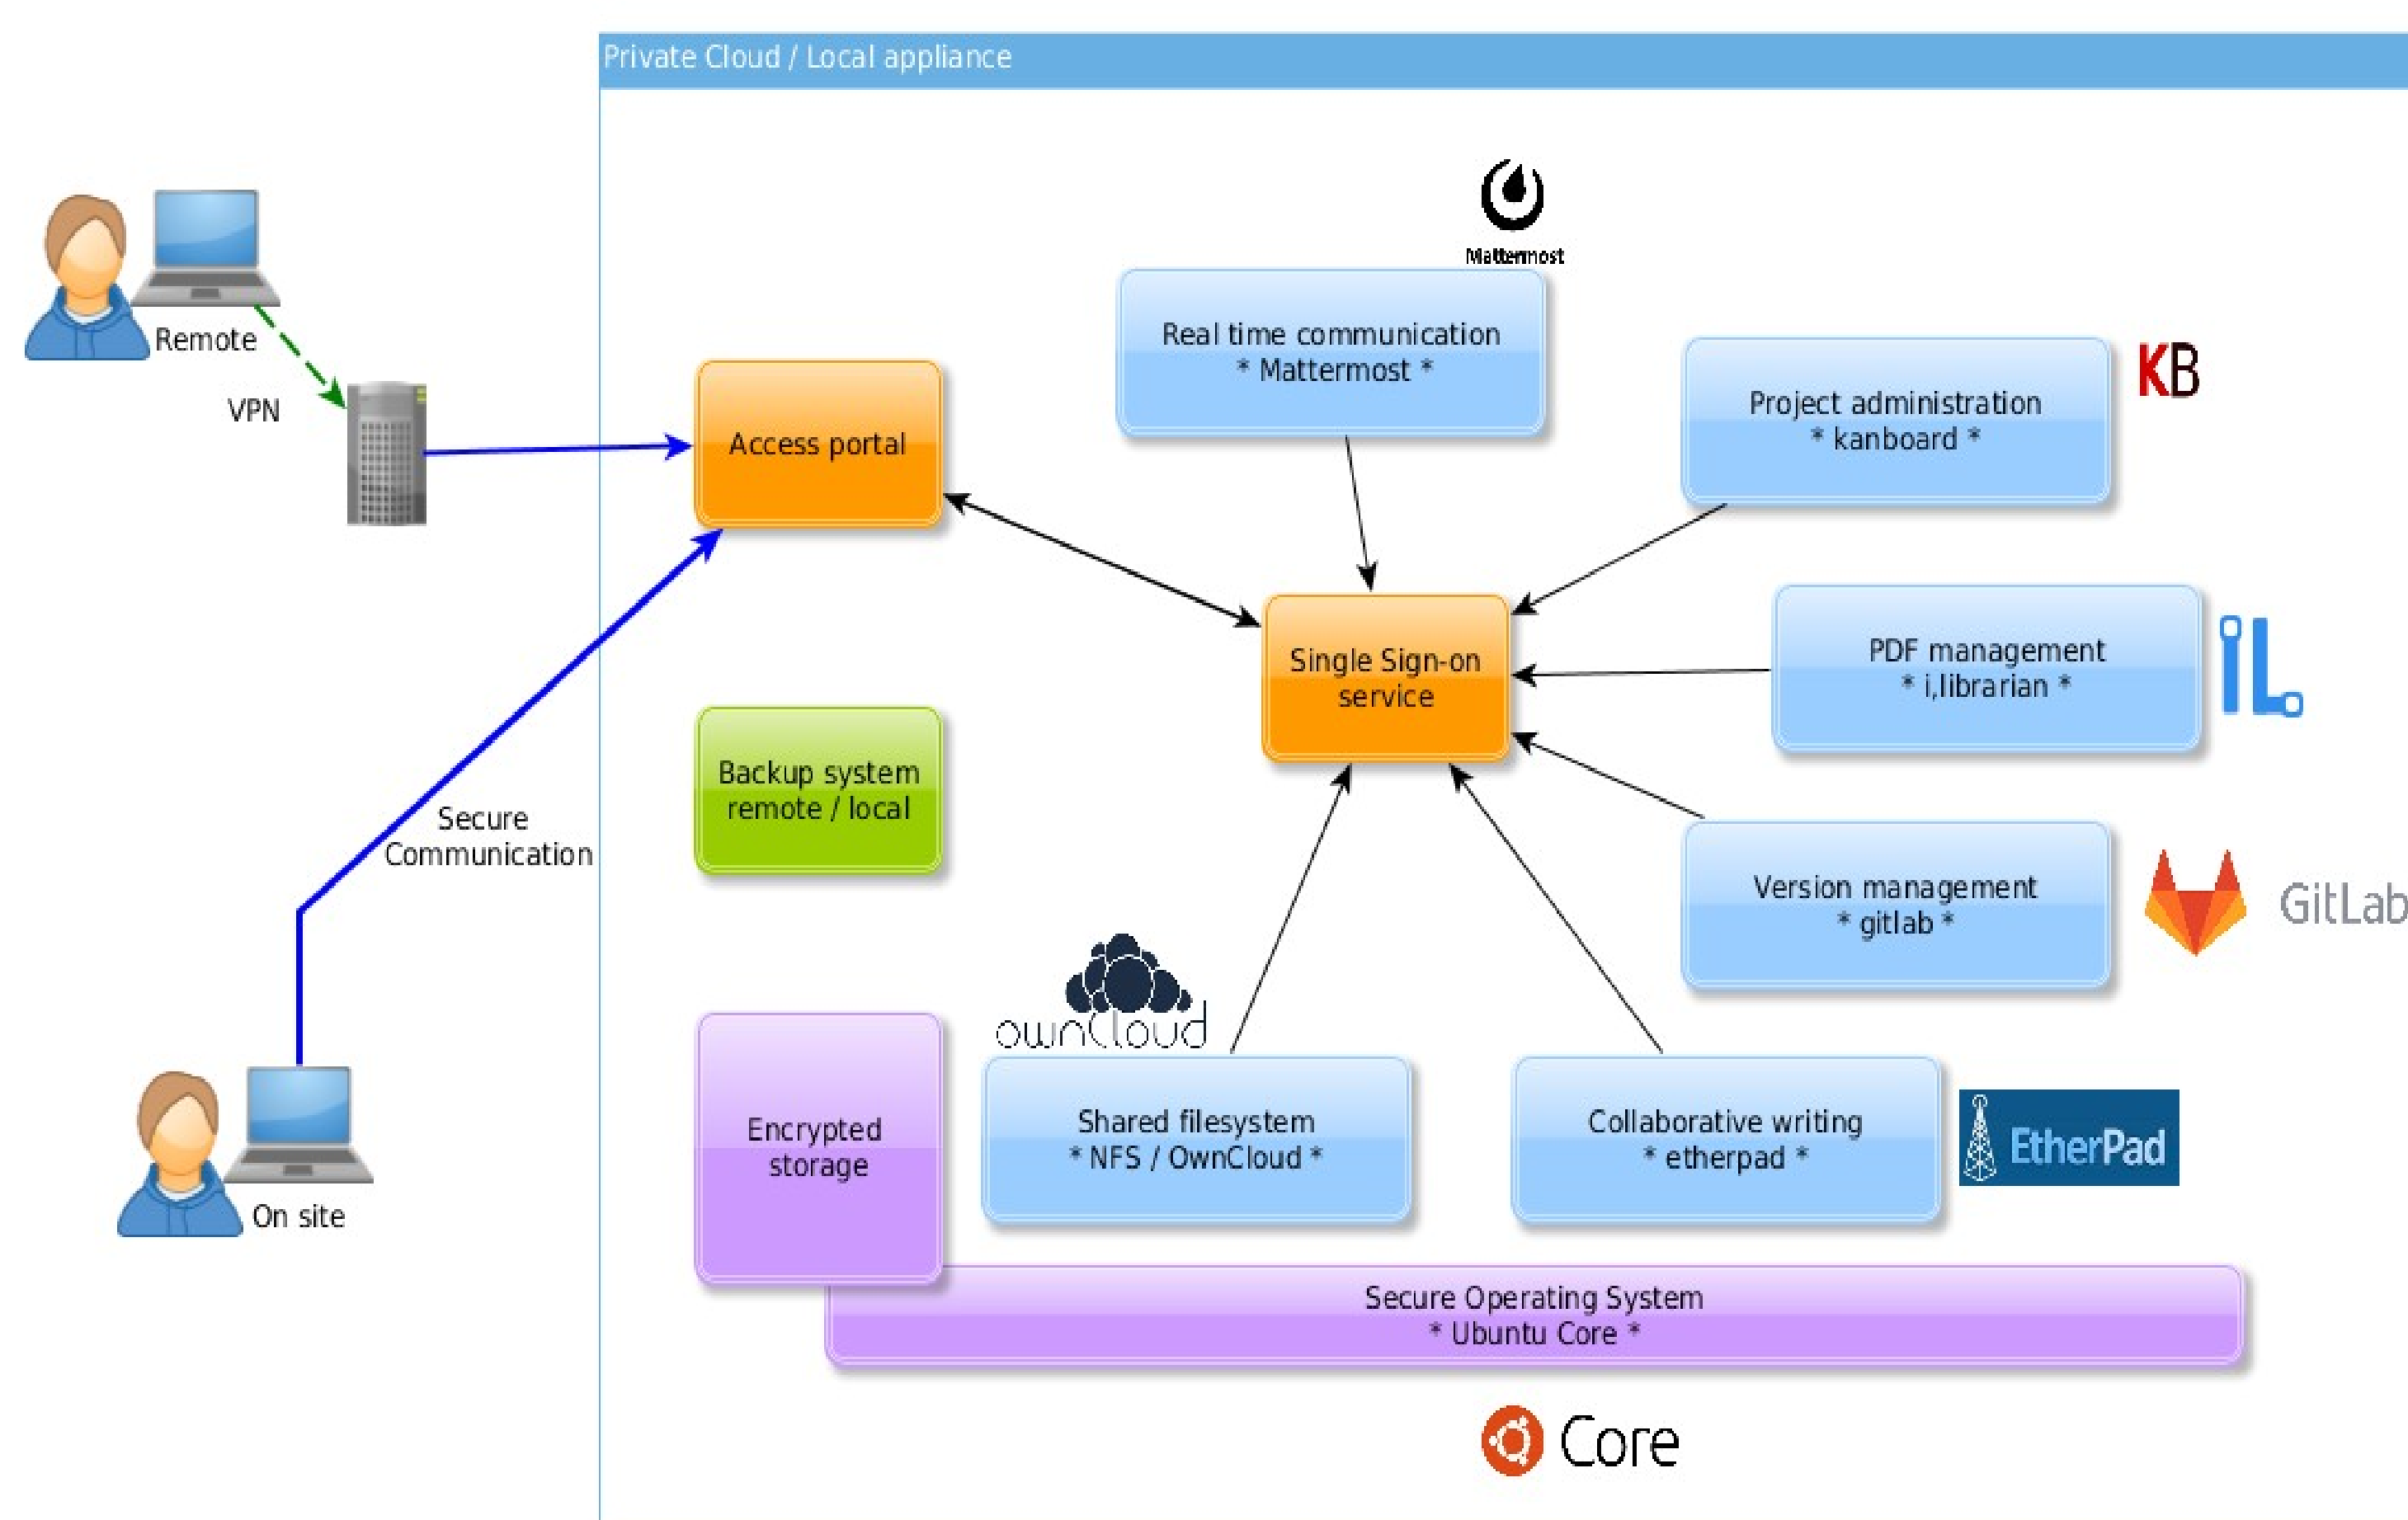 Private Cloud / Local appliance
Mattermost
Real time communication
* Mattermost *
Remote
VPN
KB
Project administration
* kanboard *
Access portal
Single Sign-on
service
PDF management
* i,librarian *
IL
Backup system
remote / local
Secure
Communication
Version management
* gitlab *
GitLab
ownCloud
Encrypted
storage
Shared filesystem
* NFS / OwnCloud *
Collaborative writing
* etherpad *
EtherPad
On site
Secure Operating System
* Ubuntu Core *
Core